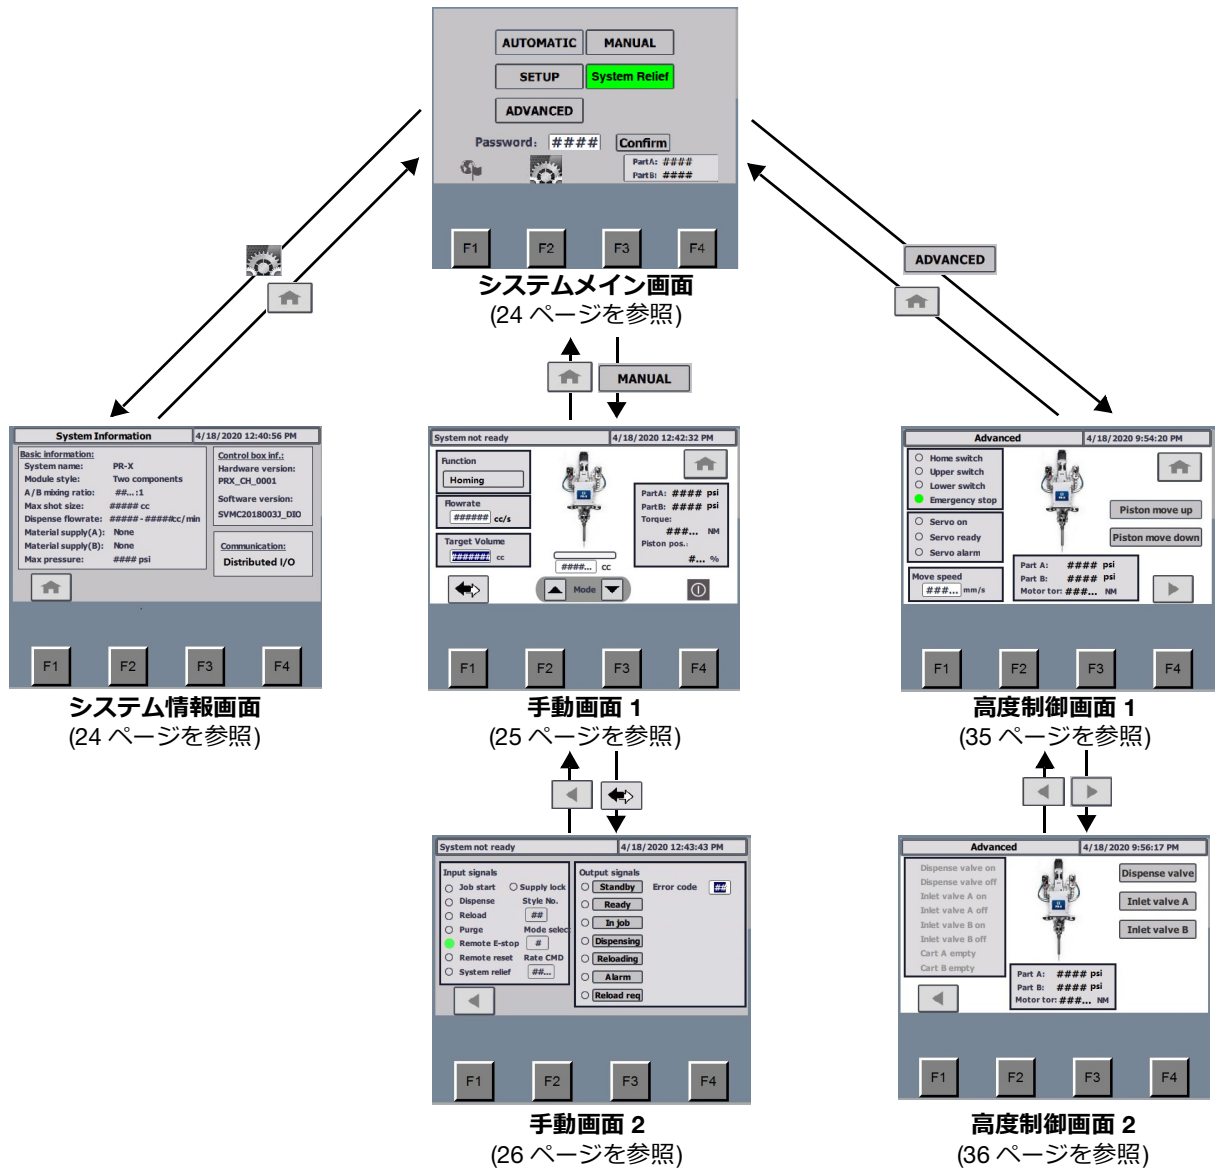 AUTOMATIC MANUAL
SETUP System Relief
ADVANCED
Password: #### Confirm
PartA: ####
PartB: ####
F1 F2 F3 F4
システムメイン画面
(24 ページを参照)
ADVANCED
MANUAL
System Information 4/18/2020 12:40:56 PM
Basic information:
System name: PR-X
Module style: Two components
A/B mixing ratio: ##...:1
Max shot size: ##### cc
Dispense flowrate: ##### - #####cc/min
Material supply(A): None
Material supply(B): None
Max pressure: #### psi
Control box inf.:
Hardware version:
PRX_CH_0001
Software version:
SVMC2018003J_DIO
Communication:
Distributed I/O
F1 F2 F3 F4
システム情報画面
(24 ページを参照)
System not ready 4/18/2020 12:42:32 PM
Function
Homing
Flowrate
###### cc/s
Target Volume
####### cc
####... cc
Mode
PartA: #### psi
PartB: #### psi
Torque:
###... NM
Piston pos.:
#... %
F1 F2 F3 F4
手動画面 1
(25 ページを参照)
Advanced 4/18/2020 9:54:20 PM
Home switch
Upper switch
Lower switch
Emergency stop
Servo on
Servo ready
Servo alarm
Move speed
###... mm/s
Part A: #### psi
Part B: #### psi
Motor tor: ###... NM
Piston move up
Piston move down
F1 F2 F3 F4
高度制御画面 1
(35 ページを参照)
System not ready 4/18/2020 12:43:43 PM
Input signals
Job start Supply lock
Dispense Style No.
Reload ##
Purge Mode selec
Remote E-stop #
Remote reset Rate CMD
System relief ##...
Output signals
Standby Error code ##
Ready
In job
Dispensing
Reloading
Alarm
Reload req
F1 F2 F3 F4
手動画面 2
(26 ページを参照)
Advanced 4/18/2020 9:56:17 PM
Dispense valve on
Dispense valve off
Inlet valve A on
Inlet valve A off
Inlet valve B on
Inlet valve B off
Cart A empty
Cart B empty
Part A: #### psi
Part B: #### psi
Motor tor: ###... NM
Dispense valve
Inlet valve A
Inlet valve B
F1 F2 F3 F4
高度制御画面 2
(36 ページを参照)